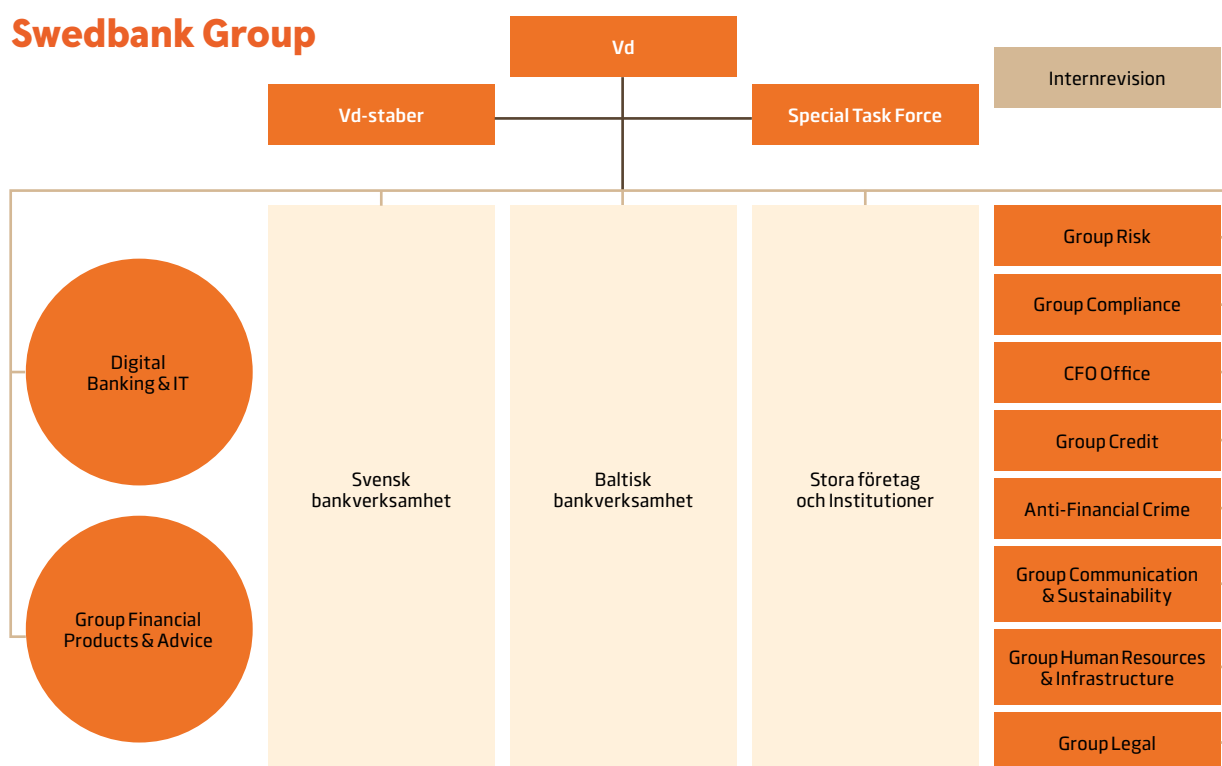 Swedbank Group
Vd
Internrevision
Vd-staber
Special Task Force
Digital
Banking & IT
Group Financial
Products & Advice
Svensk
bankverksamhet
Baltisk
bankverksamhet
Stora företag
och Institutioner
Group Risk
Group Compliance
CFO Office
Group Credit
Anti-Financial Crime
Group Communication
& Sustainability
Group Human Resources
& Infrastructure
Group Legal